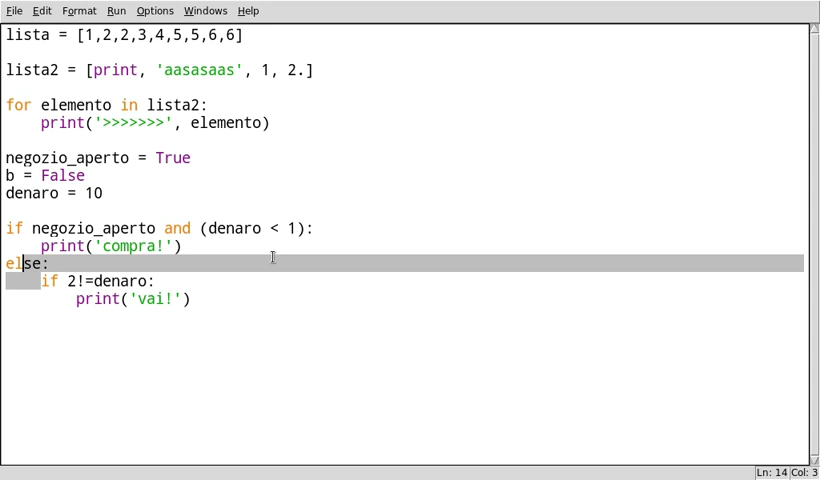 File Edit Format Run Options Windows Help
lista = [1,2,2,3,4,5,5,6,6]
lista2 = [print, 'aasasaas', 1, 2.]
for elemento in lista2:
    print('>>>>>>>', elemento)
negozio_aperto = True
b = False
denaro = 10
if negozio_aperto and (denaro < 1):
    print('compra!')
else:
    if 2!=denaro:
        print('vai!')
Ln: 14 Col: 3